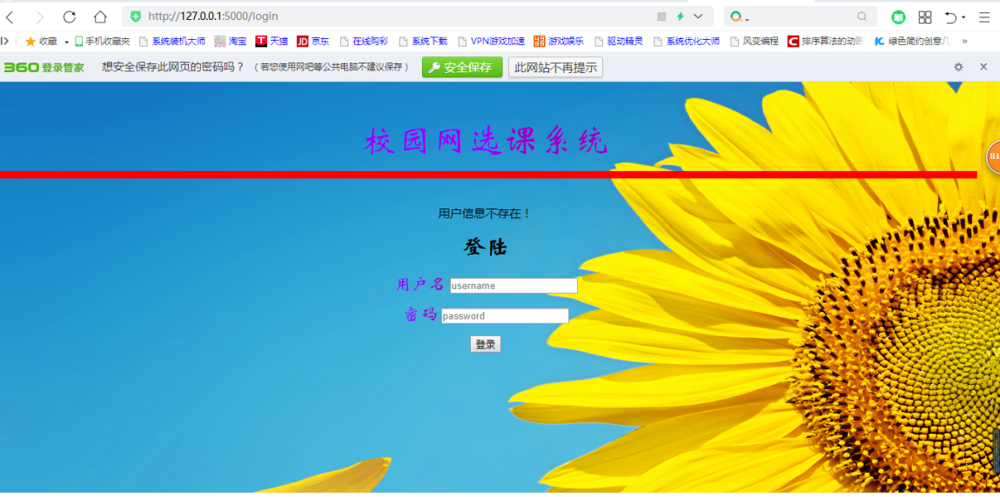 http://127.0.0.1:5000/login
收藏 手机收藏夹 系统装机大师 淘宝 天猫 京东 在线购彩 系统下载 VPN游戏加速 游戏娱乐 驱动精灵 系统优化大师 风变编程 排序算法的动画 绿色简约创意几 »
360 登录管家 想安全保存此网页的密码吗？ （若您使用网吧等公共电脑不建议保存） 安全保存 此网站不再提示
校园网选课系统
81
用户信息不存在！
登陆
用户名 username
密码 password
登录